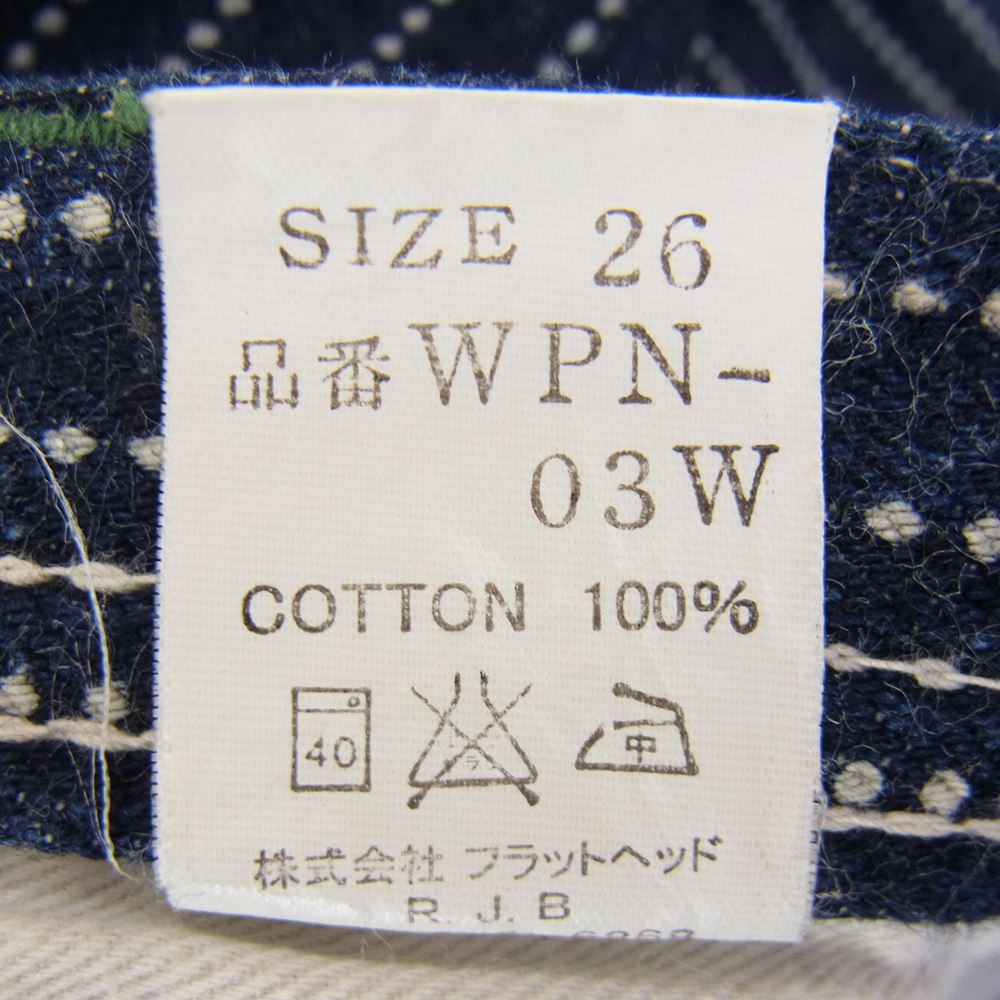 SIZE 26
品番 WPN-
03W
COTTON 100%
40 中
株式会社 フラットヘッド
R. J. B